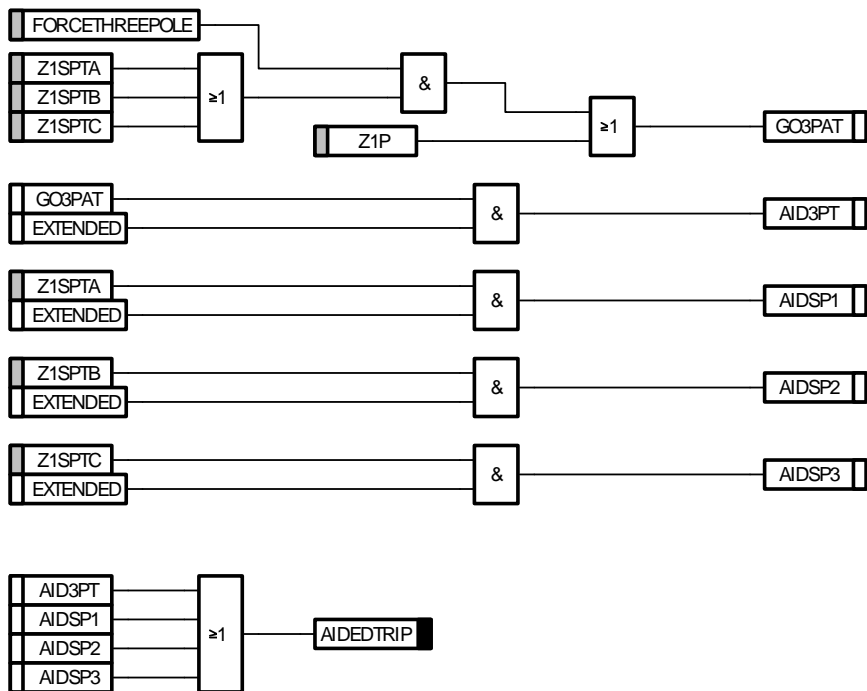 FORCETHREEPOLE
Z1SPTA
Z1SPTB
Z1SPTC
≥1
&
Z1P
≥1
GO3PAT
GO3PAT
EXTENDED
&
AID3PT
Z1SPTA
EXTENDED
&
AIDSP1
Z1SPTB
EXTENDED
&
AIDSP2
Z1SPTC
EXTENDED
&
AIDSP3
AID3PT
AIDSP1
AIDSP2
AIDSP3
≥1
AIDEDTRIP